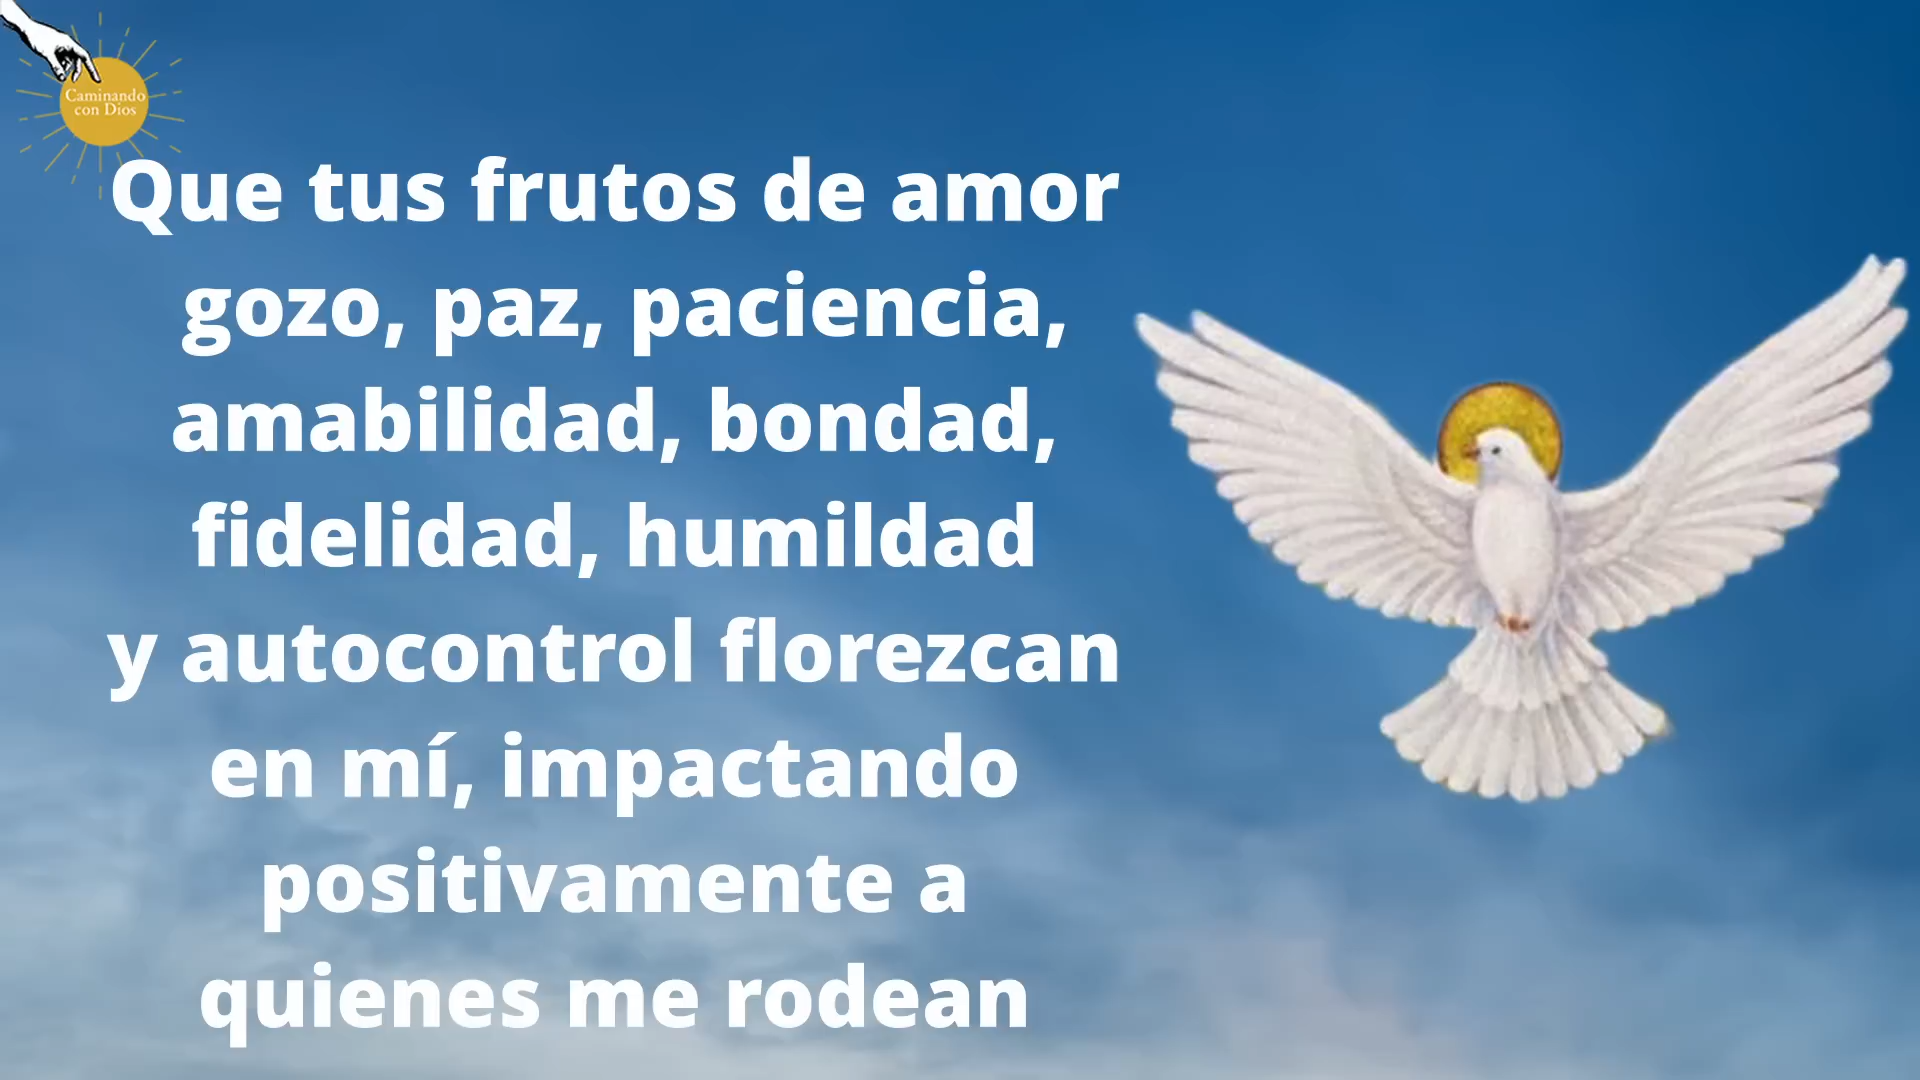 Caminando
con Dios
Que tus frutos de amor
gozo, paz, paciencia,
amabilidad, bondad,
fidelidad, humildad
y autocontrol florezcan
en mí, impactando
positivamente a
quienes me rodean